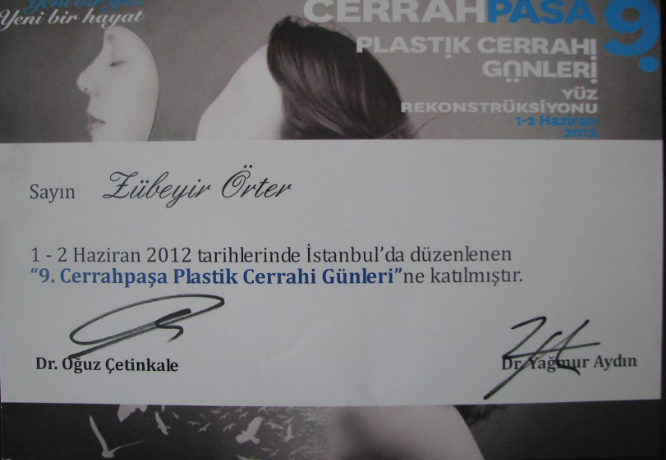 Yeni bir hayat
CERRAHPAŞA
9.
PLASTİK CERRAHİ
GÜNLERİ
YÜZ
REKONSTRÜKSİYONU
1-2 Haziran
2012
Sayın Zübeyir Örter
1 - 2 Haziran 2012 tarihlerinde İstanbul'da düzenlenen
“9. Cerrahpaşa Plastik Cerrahi Günleri”ne katılmıştır.
Dr. Oğuz Çetinkale
Dr. Yağmur Aydın